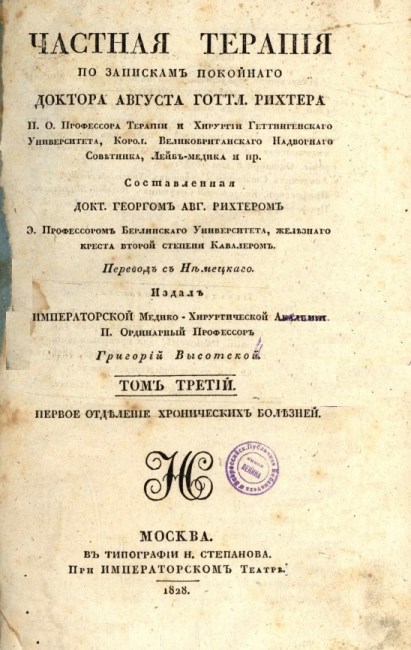 ЧАСТНАЯ ТЕРАПІЯ
ПО ЗАПИСКАМЪ ПОКОЙНАГО
ДОКТОРА АВГУСТА ГОТТЛ. РИХТЕРА
П. О. Профессора Терапіи и Хирургіи Геттингенскаго
Университета, Корол. Великобританскаго Надворнаго
Совѣтника, Лейбъ-медика и пр.
Составленная
ДОКТ. ГЕОРГОМЪ АВГ. РИХТЕРОМЪ
Э. Профессоромъ Берлинскаго Университета, желѣзнаго
креста второй степени Кавалеромъ.
Переводъ съ Нѣмецкаго.
Издалъ
ИМПЕРАТОРСКОЙ Медико-Хирургической Академіи
П. Ординарный Профессоръ
Григорій Высотской.
ТОМЪ ТРЕТІЙ.
ПЕРВОЕ ОТДѢЛЕНІЕ ХРОНИЧЕСКИХЪ БОЛѢЗНЕЙ.
МОСКВА.
ВЪ ТИПОГРАФІИ Н. СТЕПАНОВА.
При ИМПЕРАТОРСКОМЪ Театрѣ.
1828.